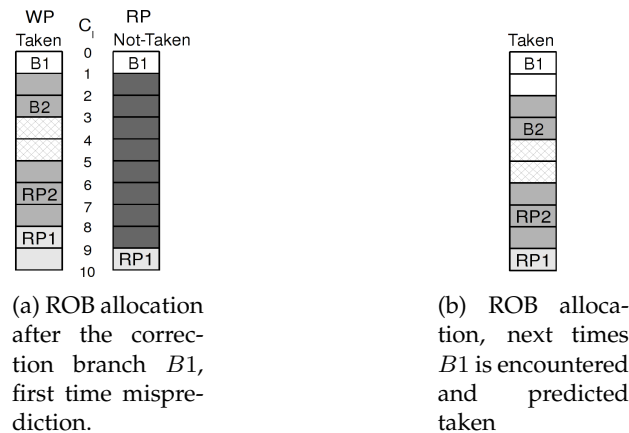 WP C_I RP
Taken Not-Taken
0
B1 B1
1
2
B2
3
4
5
6
RP2
7
8
RP1
9
RP1
10
(a) ROB allocation
after the correc-
tion branch B1,
first time mispre-
diction.
Taken
B1
B2
RP2
RP1
(b) ROB alloca-
tion, next times
B1 is encountered
and predicted
taken